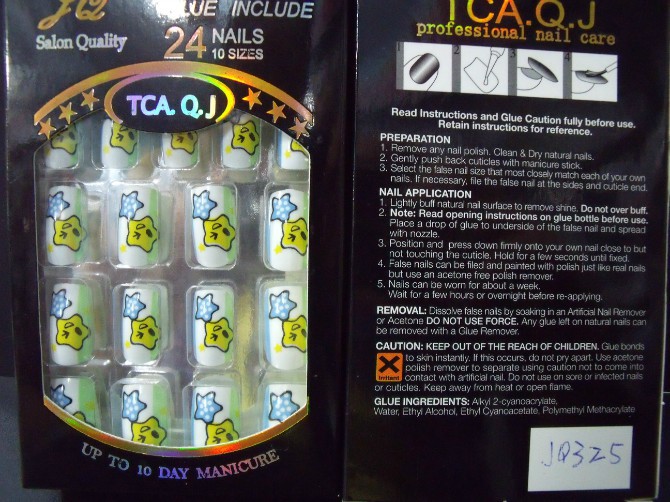 JQ
GLUE INCLUDE
Salon Quality
24 NAILS
10 SIZES
TCA.Q.J
UP TO 10 DAY MANICURE
TCA.Q.J
professional nail care
1 2 3 4
Read Instructions and Glue Caution fully before use.
Retain instructions for reference.
PREPARATION
1. Remove any nail polish. Clean & Dry natural nails.
2. Gently push back cuticles with manicure stick.
3. Select the false nail size that most closely match each of your own
nails. If necessary, file the false nail at the sides and cuticle end.
NAIL APPLICATION
1. Lightly buff natural nail surface to remove shine. Do not over buff.
2. Note: Read opening instructions on glue bottle before use.
Place a drop of glue to underside of the false nail and spread
with nozzle.
3. Position and press down firmly onto your own nail close to but
not touching the cuticle. Hold for a few seconds until fixed.
4. False nails can be filed and painted with polish just like real nails
but use an acetone free polish remover.
5. Nails can be worn for about a week.
Wait for a few hours or overnight before re-applying.
REMOVAL: Dissolve false nails by soaking in an Artificial Nail Remover
or Acetone DO NOT USE FORCE. Any glue left on natural nails can
be removed with a Glue Remover.
CAUTION: KEEP OUT OF THE REACH OF CHILDREN. Glue bonds
to skin instantly. If this occurs, do not pry apart. Use acetone
polish remover to separate using caution not to come into
contact with artificial nail. Do not use on sore or infected nails
Irritant
or cuticles. Keep away from heat or open flame.
GLUE INGREDIENTS: Alkyl 2-cyanoacrylate,
Water, Ethyl Alcohol, Ethyl Cyanoacetate, Polymethyl Methacrylate
JQ325